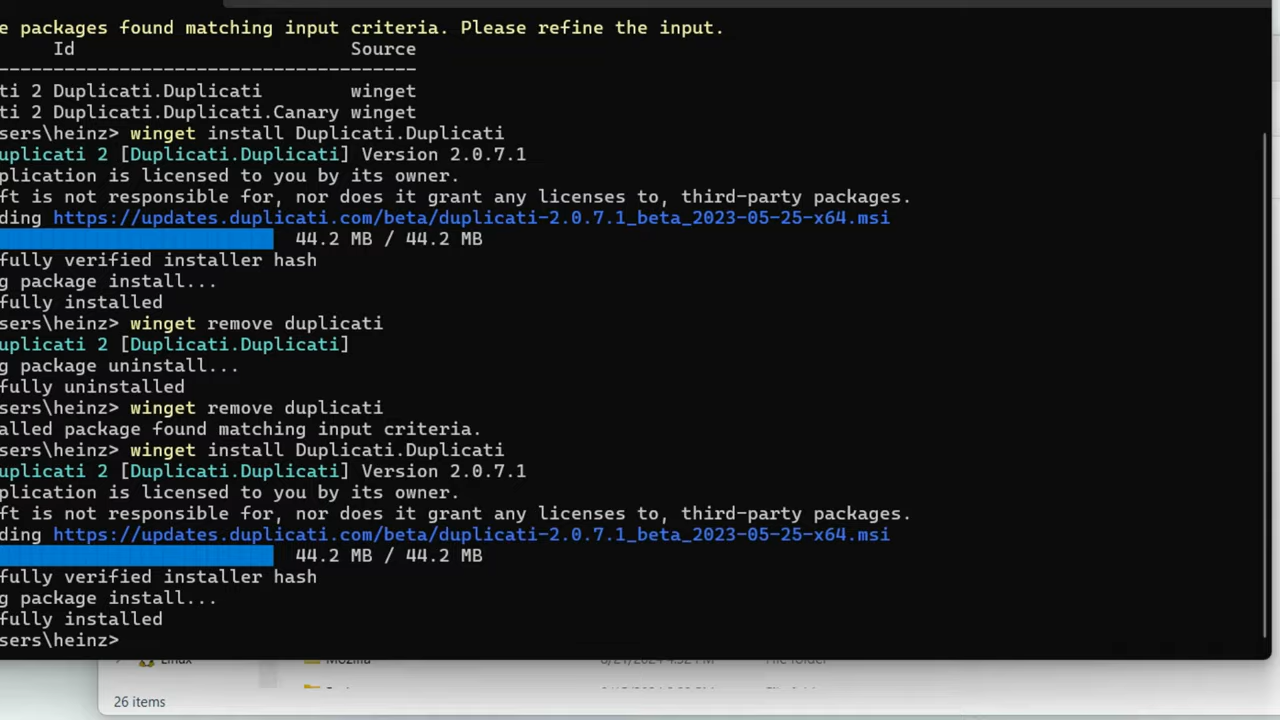 e packages found matching input criteria. Please refine the input.
Id Source
-------------------------------------
ti 2 Duplicati.Duplicati winget
ti 2 Duplicati.Duplicati.Canary winget
sers\heinz> winget install Duplicati.Duplicati
uplicati 2 [Duplicati.Duplicati] Version 2.0.7.1
plication is licensed to you by its owner.
ft is not responsible for, nor does it grant any licenses to, third-party packages.
ding https://updates.duplicati.com/beta/duplicati-2.0.7.1_beta_2023-05-25-x64.msi
44.2 MB / 44.2 MB
fully verified installer hash
g package install...
fully installed
sers\heinz> winget remove duplicati
uplicati 2 [Duplicati.Duplicati]
g package uninstall...
fully uninstalled
sers\heinz> winget remove duplicati
alled package found matching input criteria.
sers\heinz> winget install Duplicati.Duplicati
uplicati 2 [Duplicati.Duplicati] Version 2.0.7.1
plication is licensed to you by its owner.
ft is not responsible for, nor does it grant any licenses to, third-party packages.
ding https://updates.duplicati.com/beta/duplicati-2.0.7.1_beta_2023-05-25-x64.msi
44.2 MB / 44.2 MB
fully verified installer hash
g package install...
fully installed
sers\heinz>
Linux Mozilla File folder
26 items